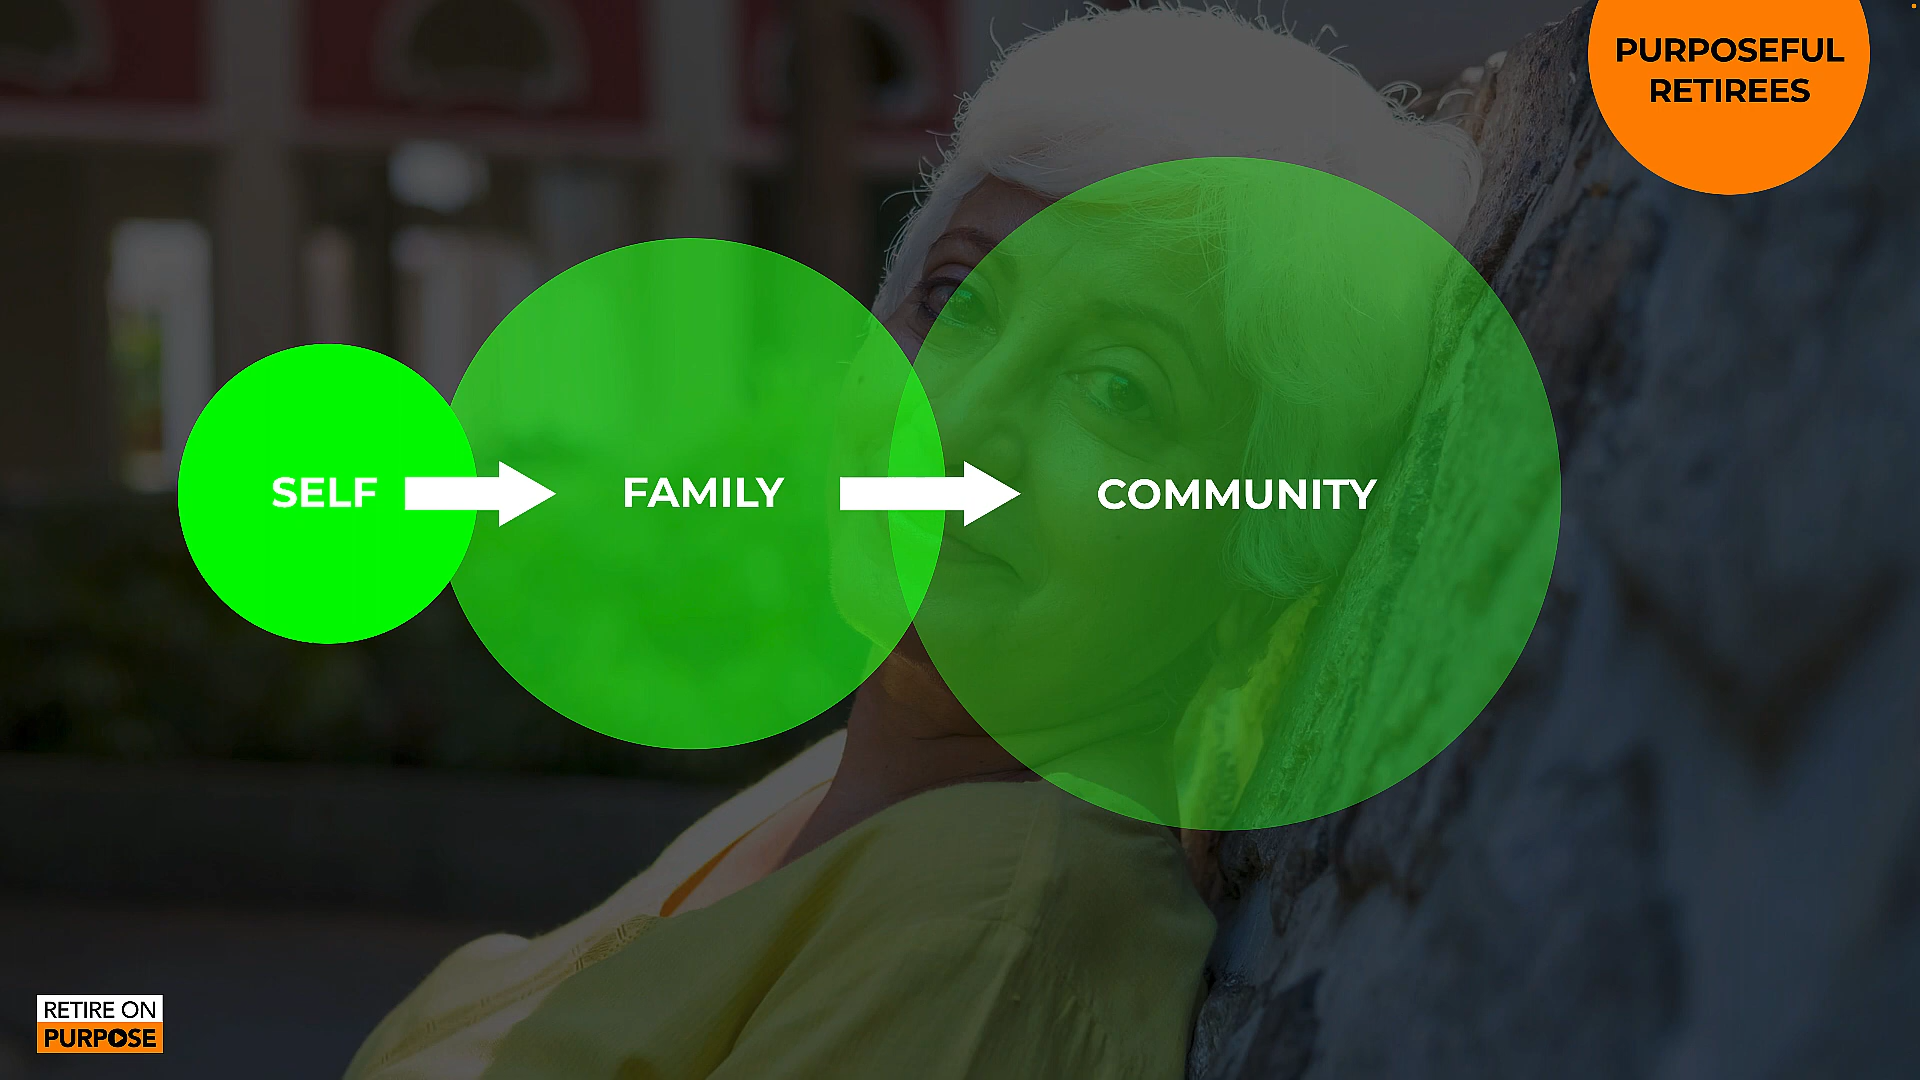 PURPOSEFUL
RETIREES
SELF
FAMILY
COMMUNITY
RETIRE ON
PURPOSE